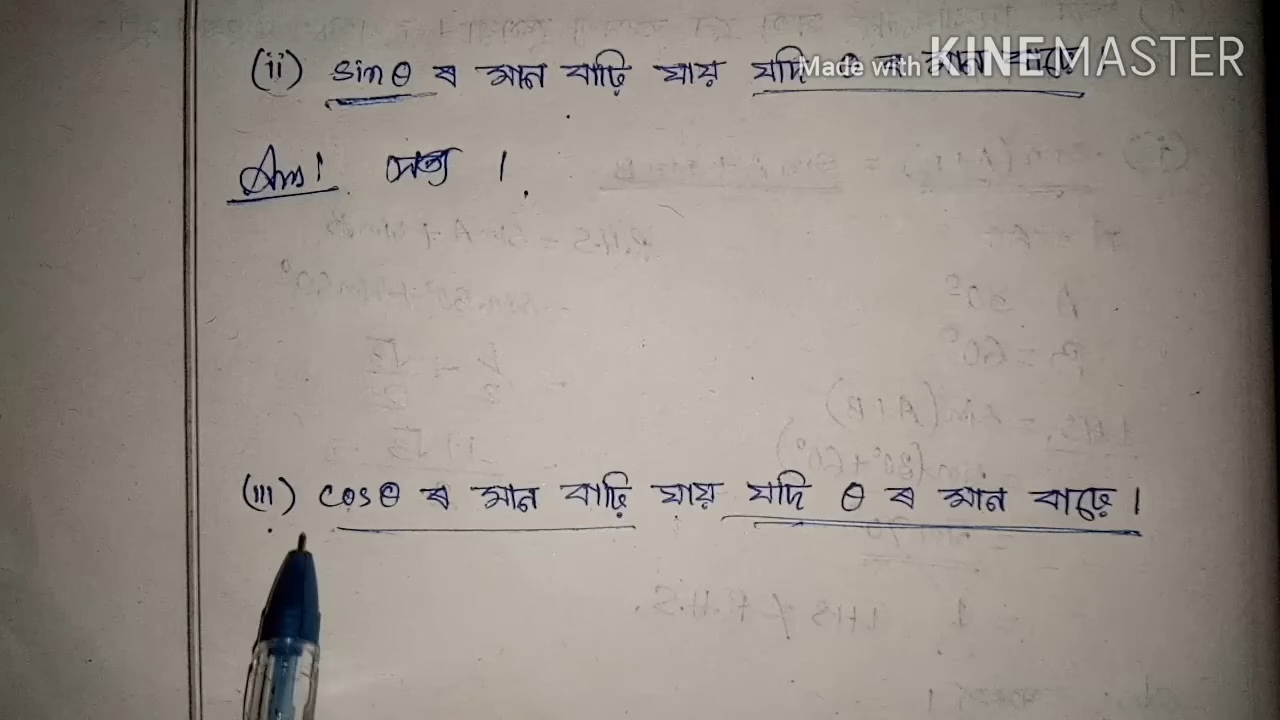 Made with KINEMASTER
(ii) sinθ ৰ মান বাঢ়ি যায় যদি θ ৰ মান বাঢ়ে।
Ans! সত্য ।
(iii) cosθ ৰ মান বাঢ়ি যায় যদি θ ৰ মান বাঢ়ে।